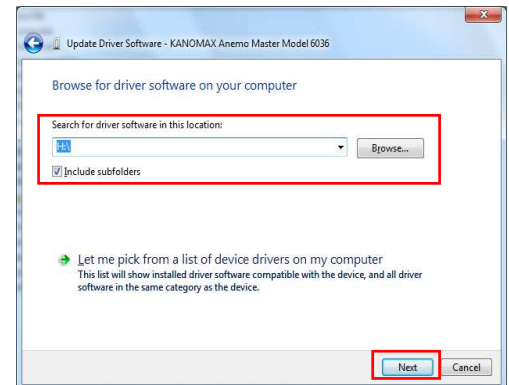 Update Driver Software - KANOMAX Anemo Master Model 6036
Browse for driver software on your computer
Search for driver software in this location:
H:\
Browse...
Include subfolders
Let me pick from a list of device drivers on my computer
This list will show installed driver software compatible with the device, and all driver
software in the same category as the device.
Next Cancel